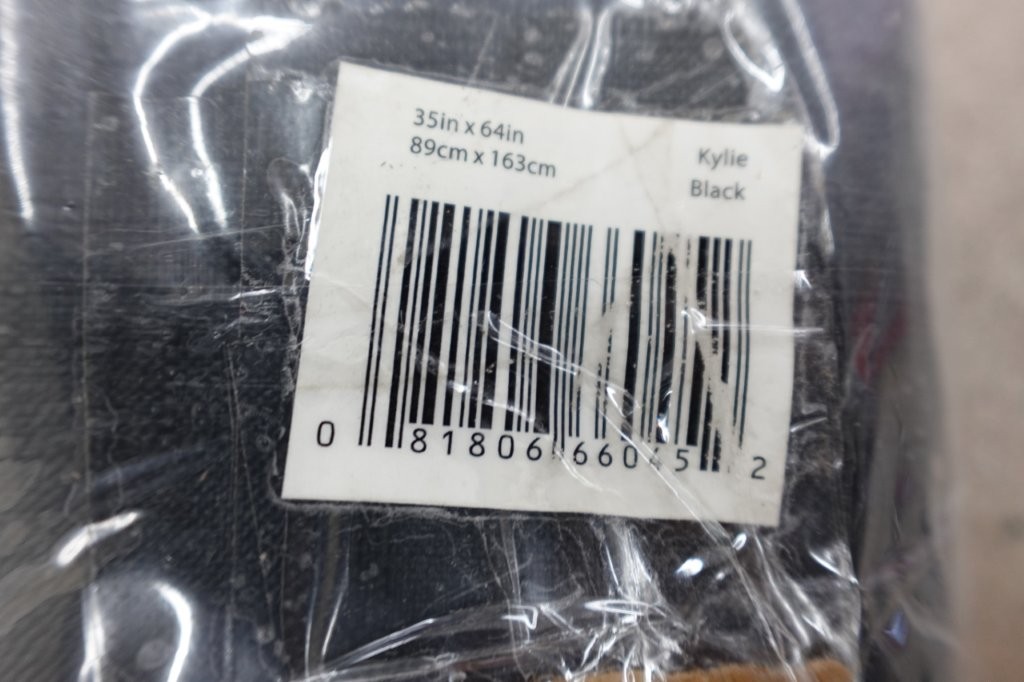 35in x 64in
89cm x 163cm
Kylie
Black
0 81806 66045 2